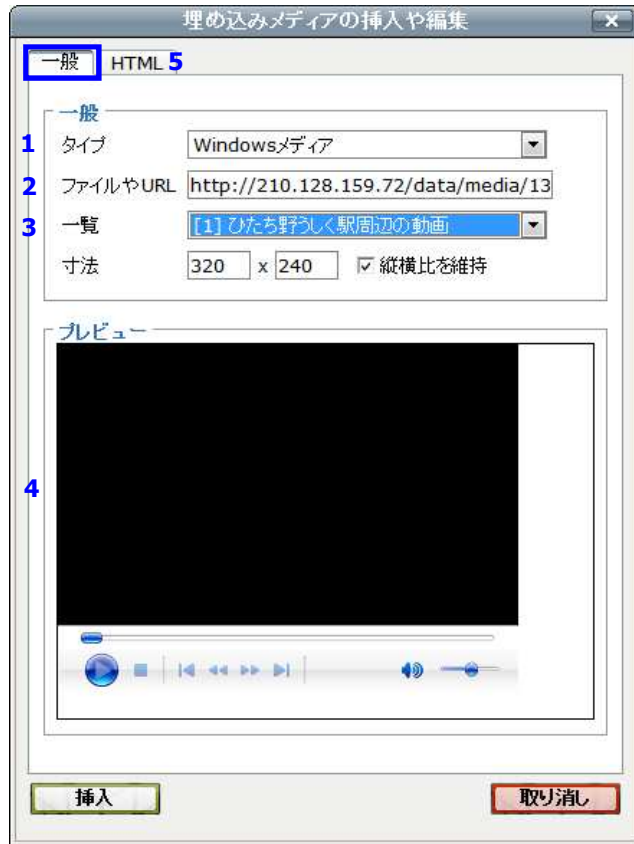 埋め込みメディアの挿入や編集
一般 HTML 5
一般
1 タイプ Windowsメディア
2 ファイルやURL http://210.128.159.72/data/media/13
3 一覧 [1] ひたち野うしく駅周辺の動画
寸法 320 x 240 縦横比を維持
プレビュー
4
挿入 取り消し